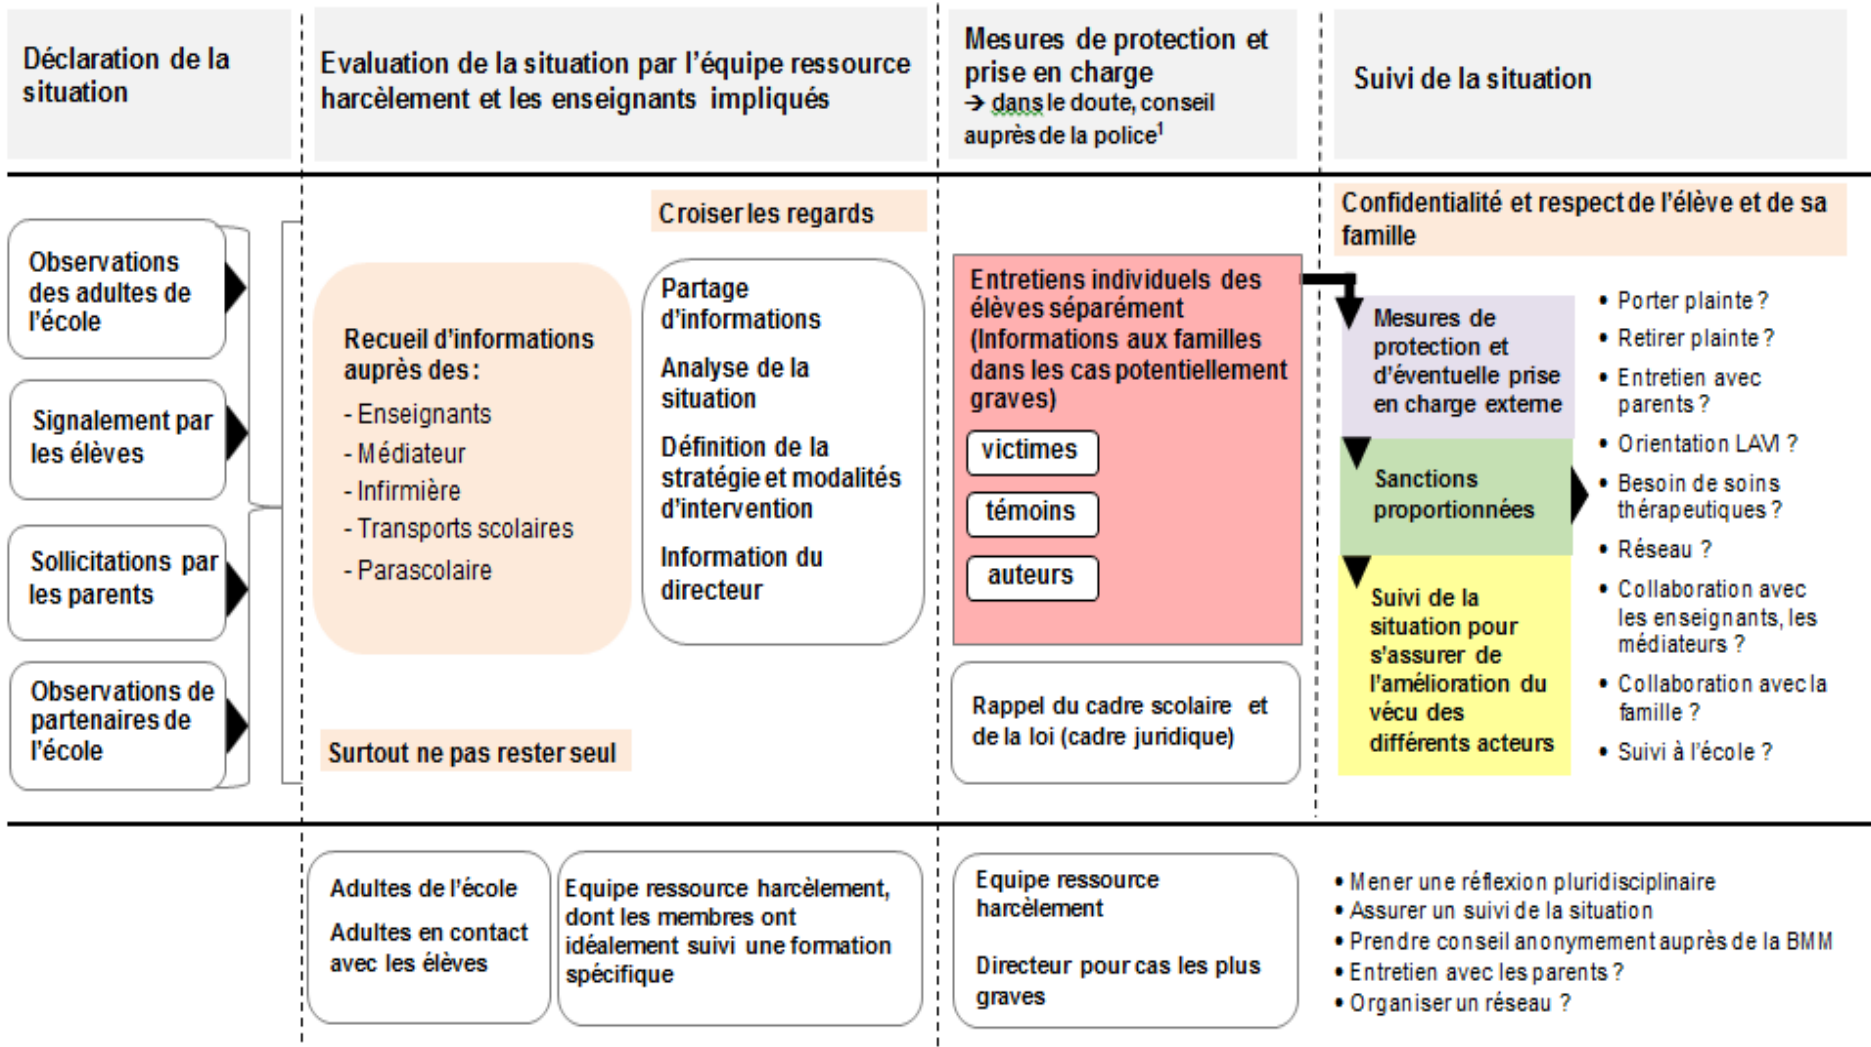 Déclaration de la
situation
Evaluation de la situation par l'équipe ressource
harcèlement et les enseignants impliqués
Mesures de protection et
prise en charge
→ dans le doute, conseil
auprès de la police¹
Suivi de la situation
Observations
des adultes de
l'école
Signalement par
les élèves
Sollicitations par
les parents
Observations de
partenaires de
l'école
Recueil d'informations
auprès des :
- Enseignants
- Médiateur
- Infirmière
- Transports scolaires
- Parascolaire
Surtout ne pas rester seul
Croiser les regards
Partage
d'informations
Analyse de la
situation
Définition de la
stratégie et modalités
d'intervention
Information du
directeur
Entretiens individuels des
élèves séparément
(Informations aux familles
dans les cas potentiellement
graves)
victimes
témoins
auteurs
Rappel du cadre scolaire et
de la loi (cadre juridique)
Confidentialité et respect de l'élève et de sa
famille
Mesures de
protection et
d'éventuelle prise
en charge externe
Sanctions
proportionnées
Suivi de la
situation pour
s'assurer de
l'amélioration du
vécu des
différents acteurs
• Porter plainte ?
• Retirer plainte ?
• Entretien avec
parents ?
• Orientation LAVI ?
• Besoin de soins
thérapeutiques ?
• Réseau ?
• Collaboration avec
les enseignants, les
médiateurs ?
• Collaboration avec la
famille ?
• Suivi à l'école ?
Adultes de l'école
Adultes en contact
avec les élèves
Equipe ressource harcèlement,
dont les membres ont
idéalement suivi une formation
spécifique
Equipe ressource
harcèlement
Directeur pour cas les plus
graves
• Mener une réflexion pluridisciplinaire
• Assurer un suivi de la situation
• Prendre conseil anonymement auprès de la BMM
• Entretien avec les parents ?
• Organiser un réseau ?